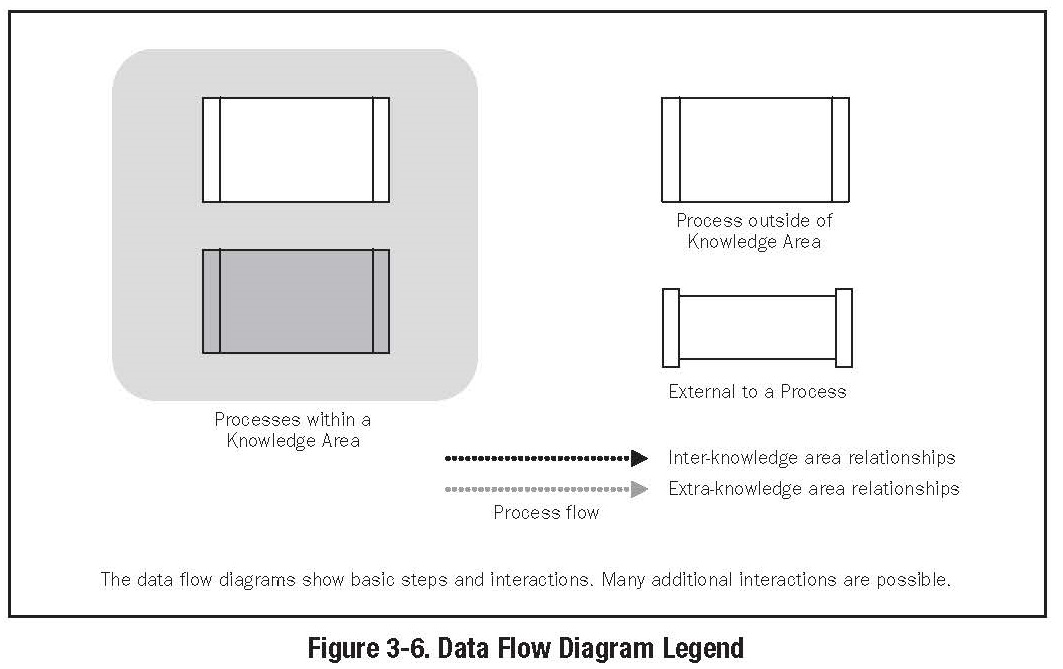 Process outside of
Knowledge Area
External to a Process
Processes within a
Knowledge Area
Inter-knowledge area relationships
Extra-knowledge area relationships
Process flow
The data flow diagrams show basic steps and interactions. Many additional interactions are possible.
Figure 3-6. Data Flow Diagram Legend